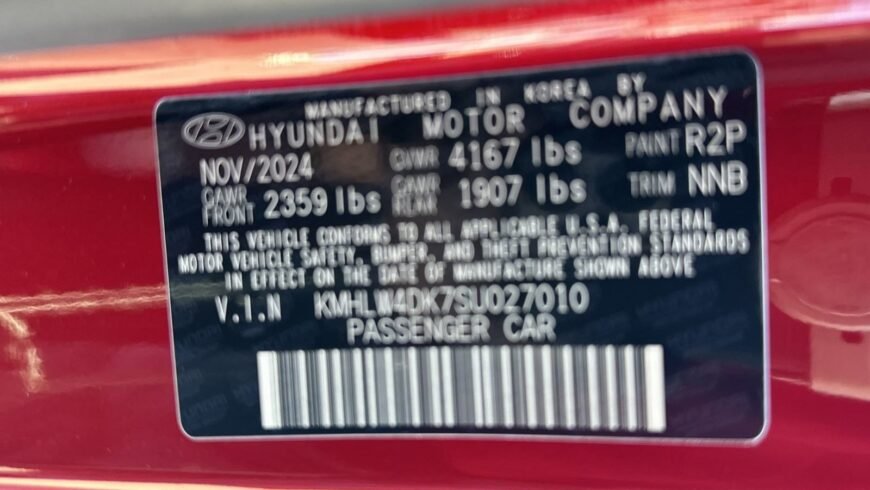 MANUFACTURED IN KOREA BY
HYUNDAI MOTOR COMPANY
NOV/2024 GVWR 4167 lbs PAINT R2P
GAWR FRONT 2359 lbs GAWR REAR 1907 lbs TRIM NNB
THIS VEHICLE CONFORMS TO ALL APPLICABLE U.S.A. FEDERAL
MOTOR VEHICLE SAFETY, BUMPER, AND THEFT PREVENTION STANDARDS
IN EFFECT ON THE DATE OF MANUFACTURE SHOWN ABOVE
V.I.N KMHLW4DK7SU027010
PASSENGER CAR